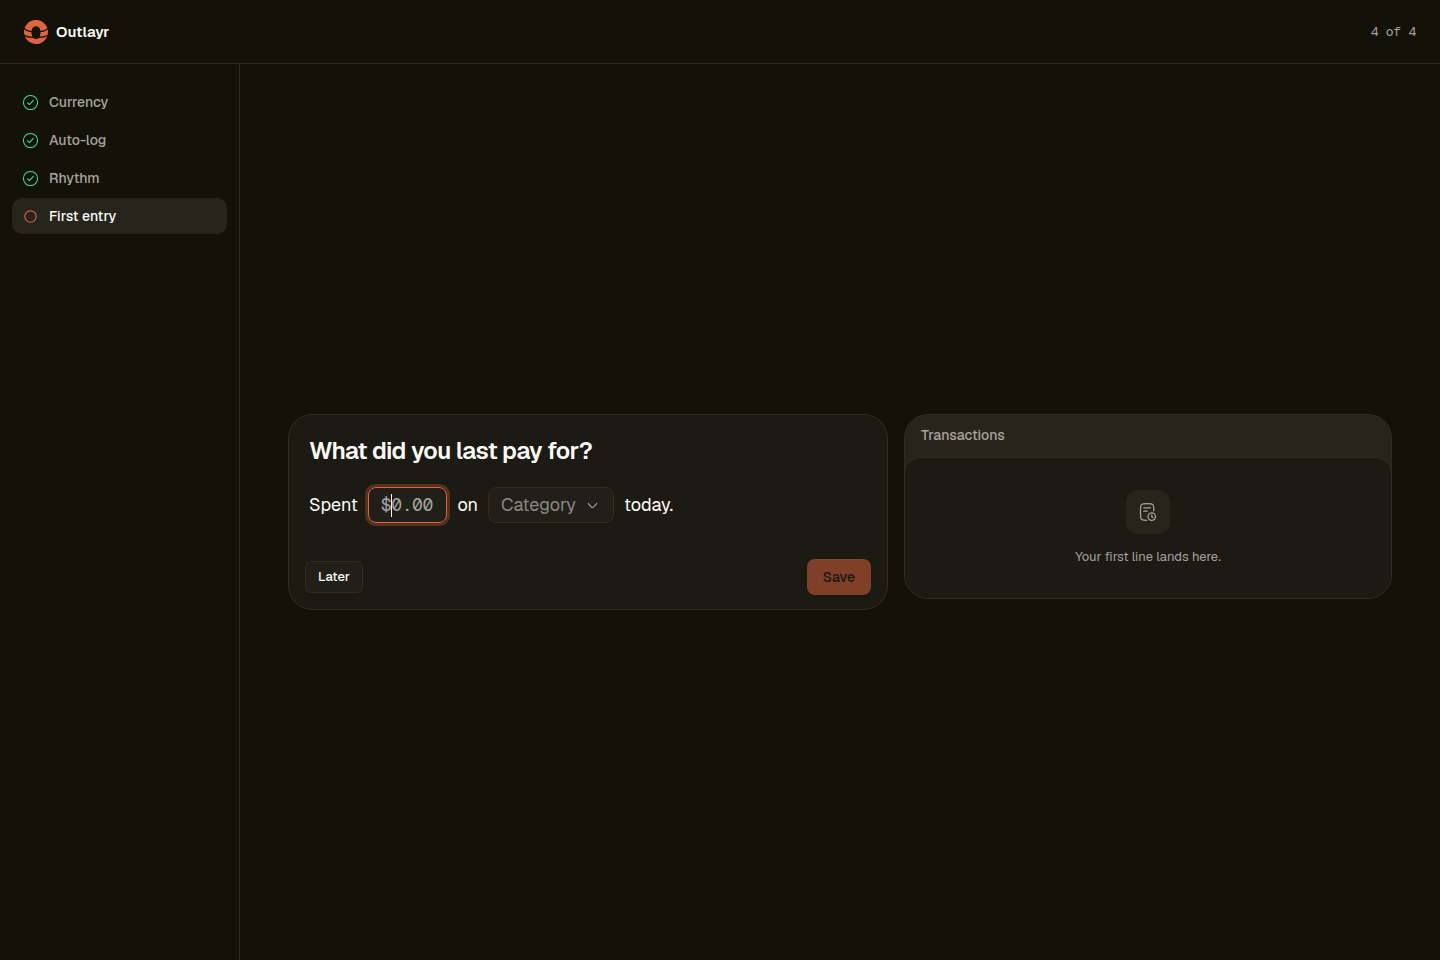 Outlayr
4 of 4
Currency
Auto-log
Rhythm
First entry
What did you last pay for?
Spent $0.00 on Category today.
Later
Save
Transactions
Your first line lands here.